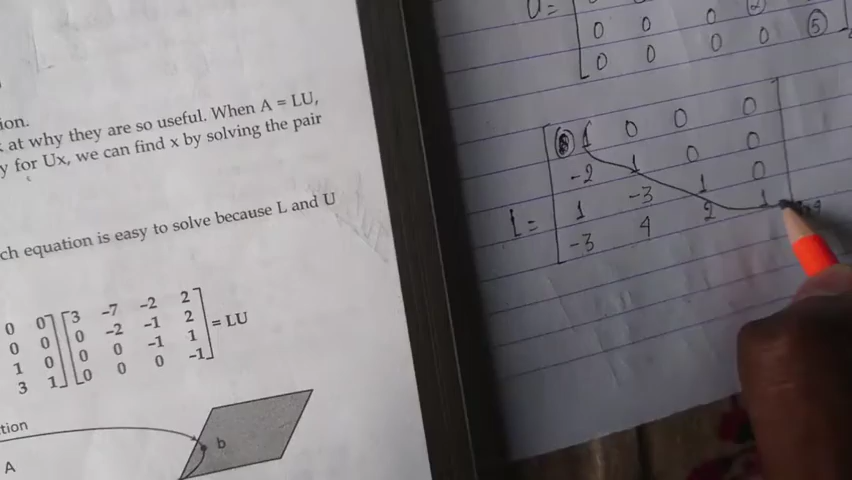 ion.
at why they are so useful. When A = LU,
y for Ux, we can find x by solving the pair
ch equation is easy to solve because L and U
0 0 3 -7 -2 2
0 0 0 -2 -1 2
1 0 0 0 -1 1
3 1 0 0 0 -1
= LU
tion
b
A
U =
0 0 0 2
0 0 0 0 5
L =
1 0 0 0
-2 1 0 0
1 -3 1 0
-3 4 2 1